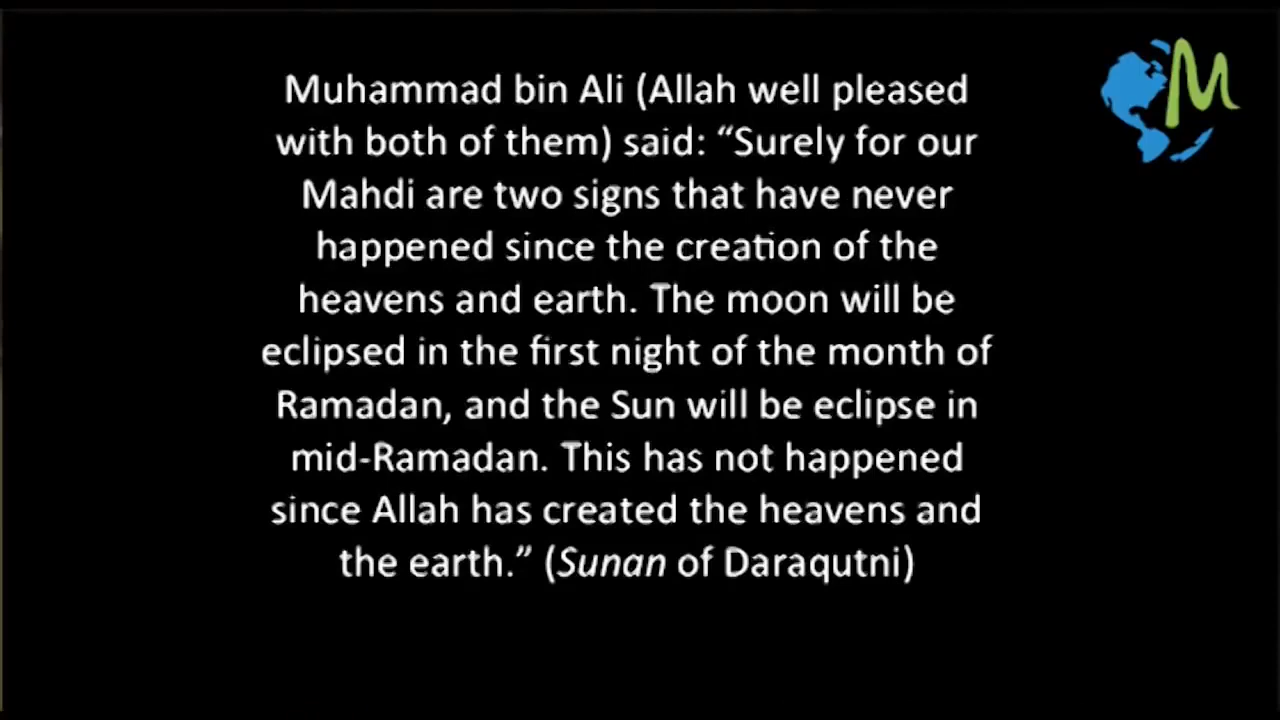 Muhammad bin Ali (Allah well pleased
with both of them) said: “Surely for our
Mahdi are two signs that have never
happened since the creation of the
heavens and earth. The moon will be
eclipsed in the first night of the month of
Ramadan, and the Sun will be eclipse in
mid-Ramadan. This has not happened
since Allah has created the heavens and
the earth.” (Sunan of Daraqutni)
M